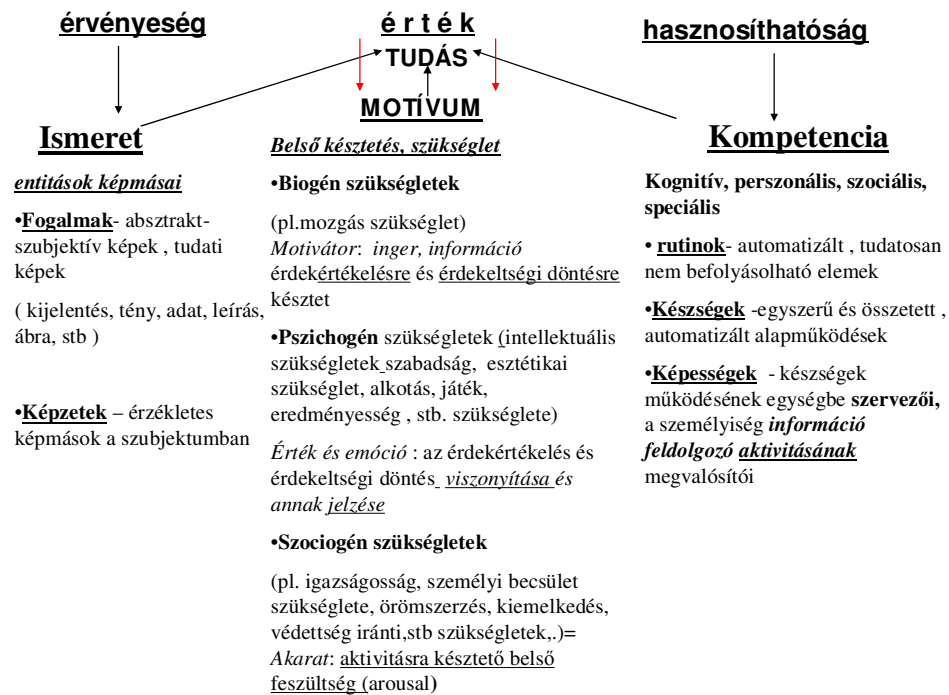 érvényeség
é r t é k
hasznosíthatóság
TUDÁS
MOTÍVUM
Ismeret
entitások képmásai
•Fogalmak- absztrakt-
szubjektív képek , tudati
képek
( kijelentés, tény, adat, leírás,
ábra, stb )
•Képzetek – érzékletes
képmások a szubjektumban
Belső késztetés, szükséglet
•Biogén szükségletek
(pl.mozgás szükséglet)
Motivátor:  inger, információ
érdekértékelésre és érdekeltségi döntésre
késztet
•Pszichogén szükségletek (intellektuális
szükségletek szabadság,  esztétikai
szükséglet, alkotás, játék,
eredményesség , stb. szükséglete)
Érték és emóció : az érdekértékelés és
érdekeltségi döntés  viszonyítása és
annak jelzése
•Szociogén szükségletek
(pl. igazságosság, személyi becsület
szükséglete, örömszerzés, kiemelkedés,
védettség iránti,stb szükségletek,.)=
Akarat: aktivitásra késztető belső
feszültség (arousal)
Kompetencia
Kognitív, perszonális, szociális,
speciális
• rutinok- automatizált , tudatosan
nem befolyásolható elemek
•Készségek -egyszerű és összetett ,
automatizált alapműködések
•Képességek  - készségek
működésének egységbe szervezői,
a személyiség információ
feldolgozó aktivitásának
megvalósítói